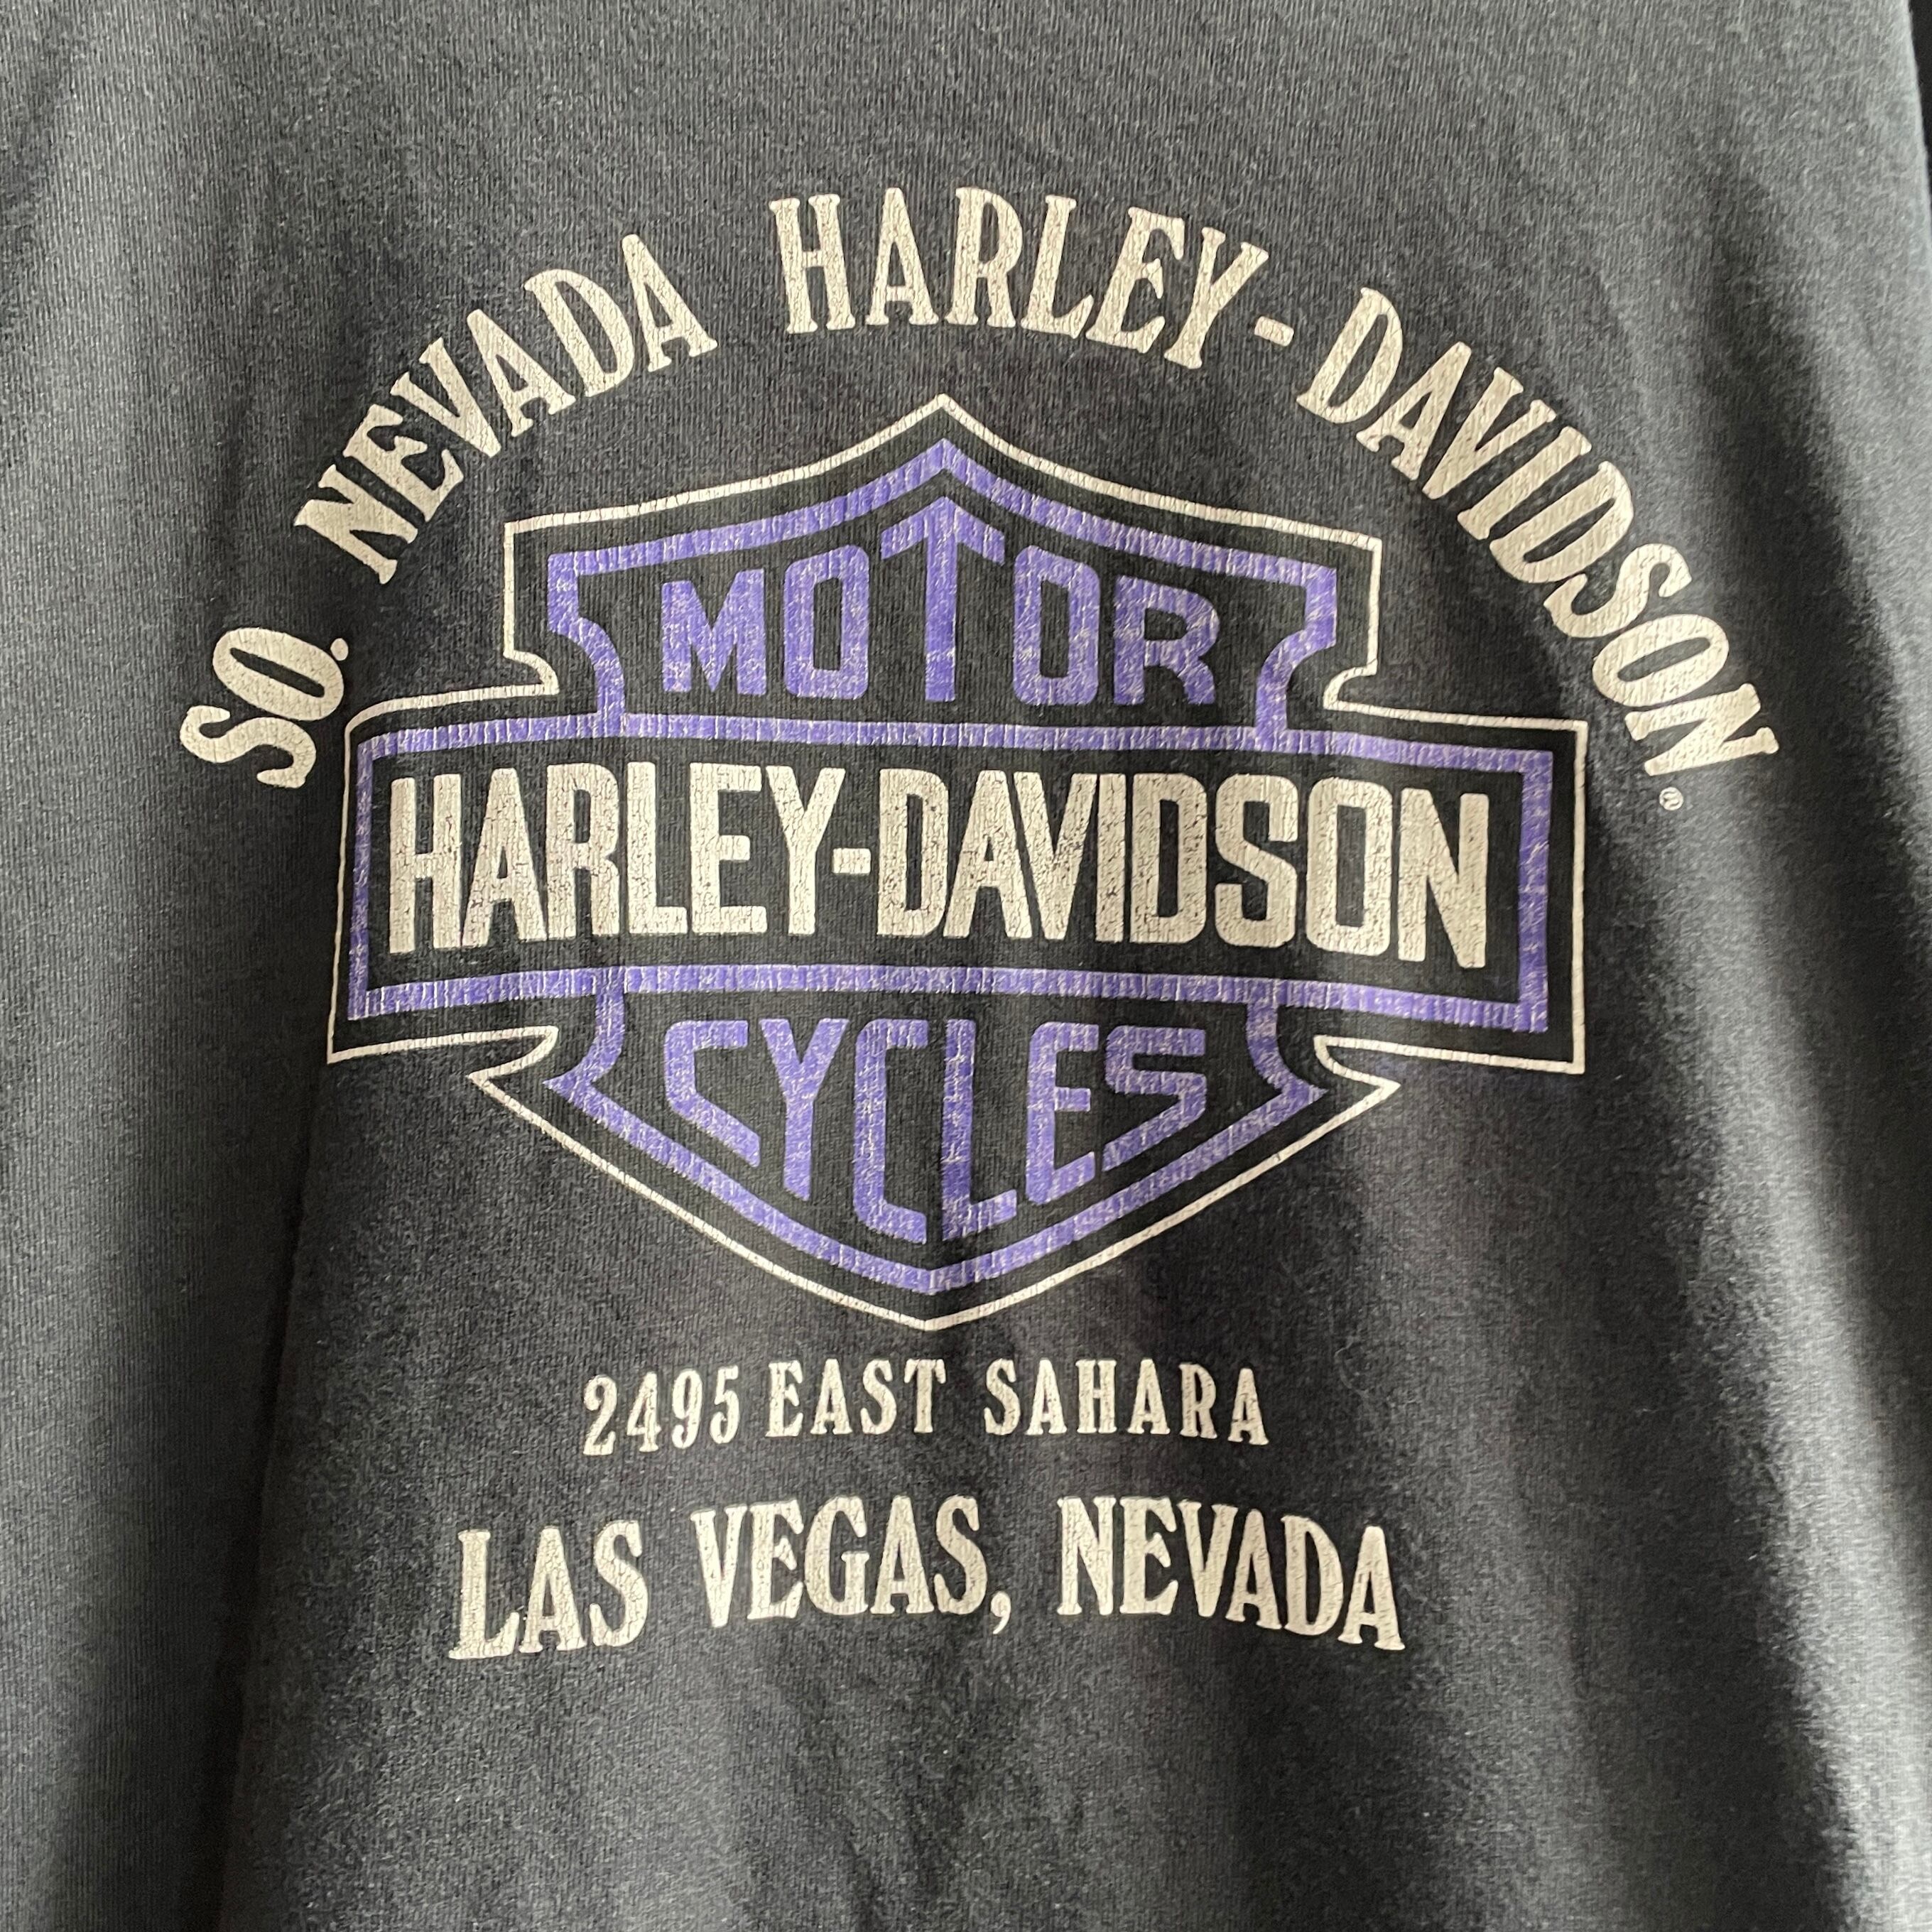 SO. NEVADA HARLEY-DAVIDSON®
MOTOR
HARLEY-DAVIDSON
CYCLES
2495 EAST SAHARA
LAS VEGAS, NEVADA